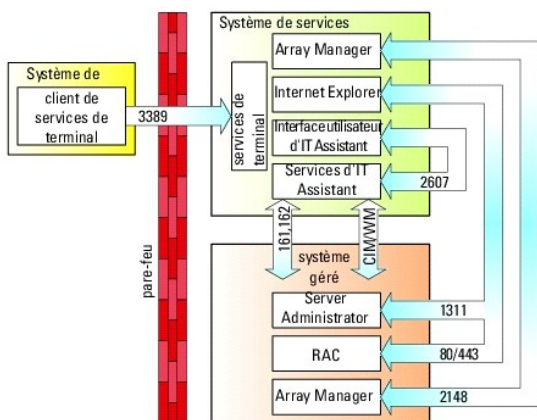 Système de services
Array Manager
Internet Explorer
Interface utilisateur
d'IT Assistant
Services d'IT
Assistant
services de
terminal
Système de
client de
services de
terminal
3389
pare-feu
2607
161,162
CIM/WM
système
géré
Server
Administrator
1311
RAC
80/443
Array Manager
2148